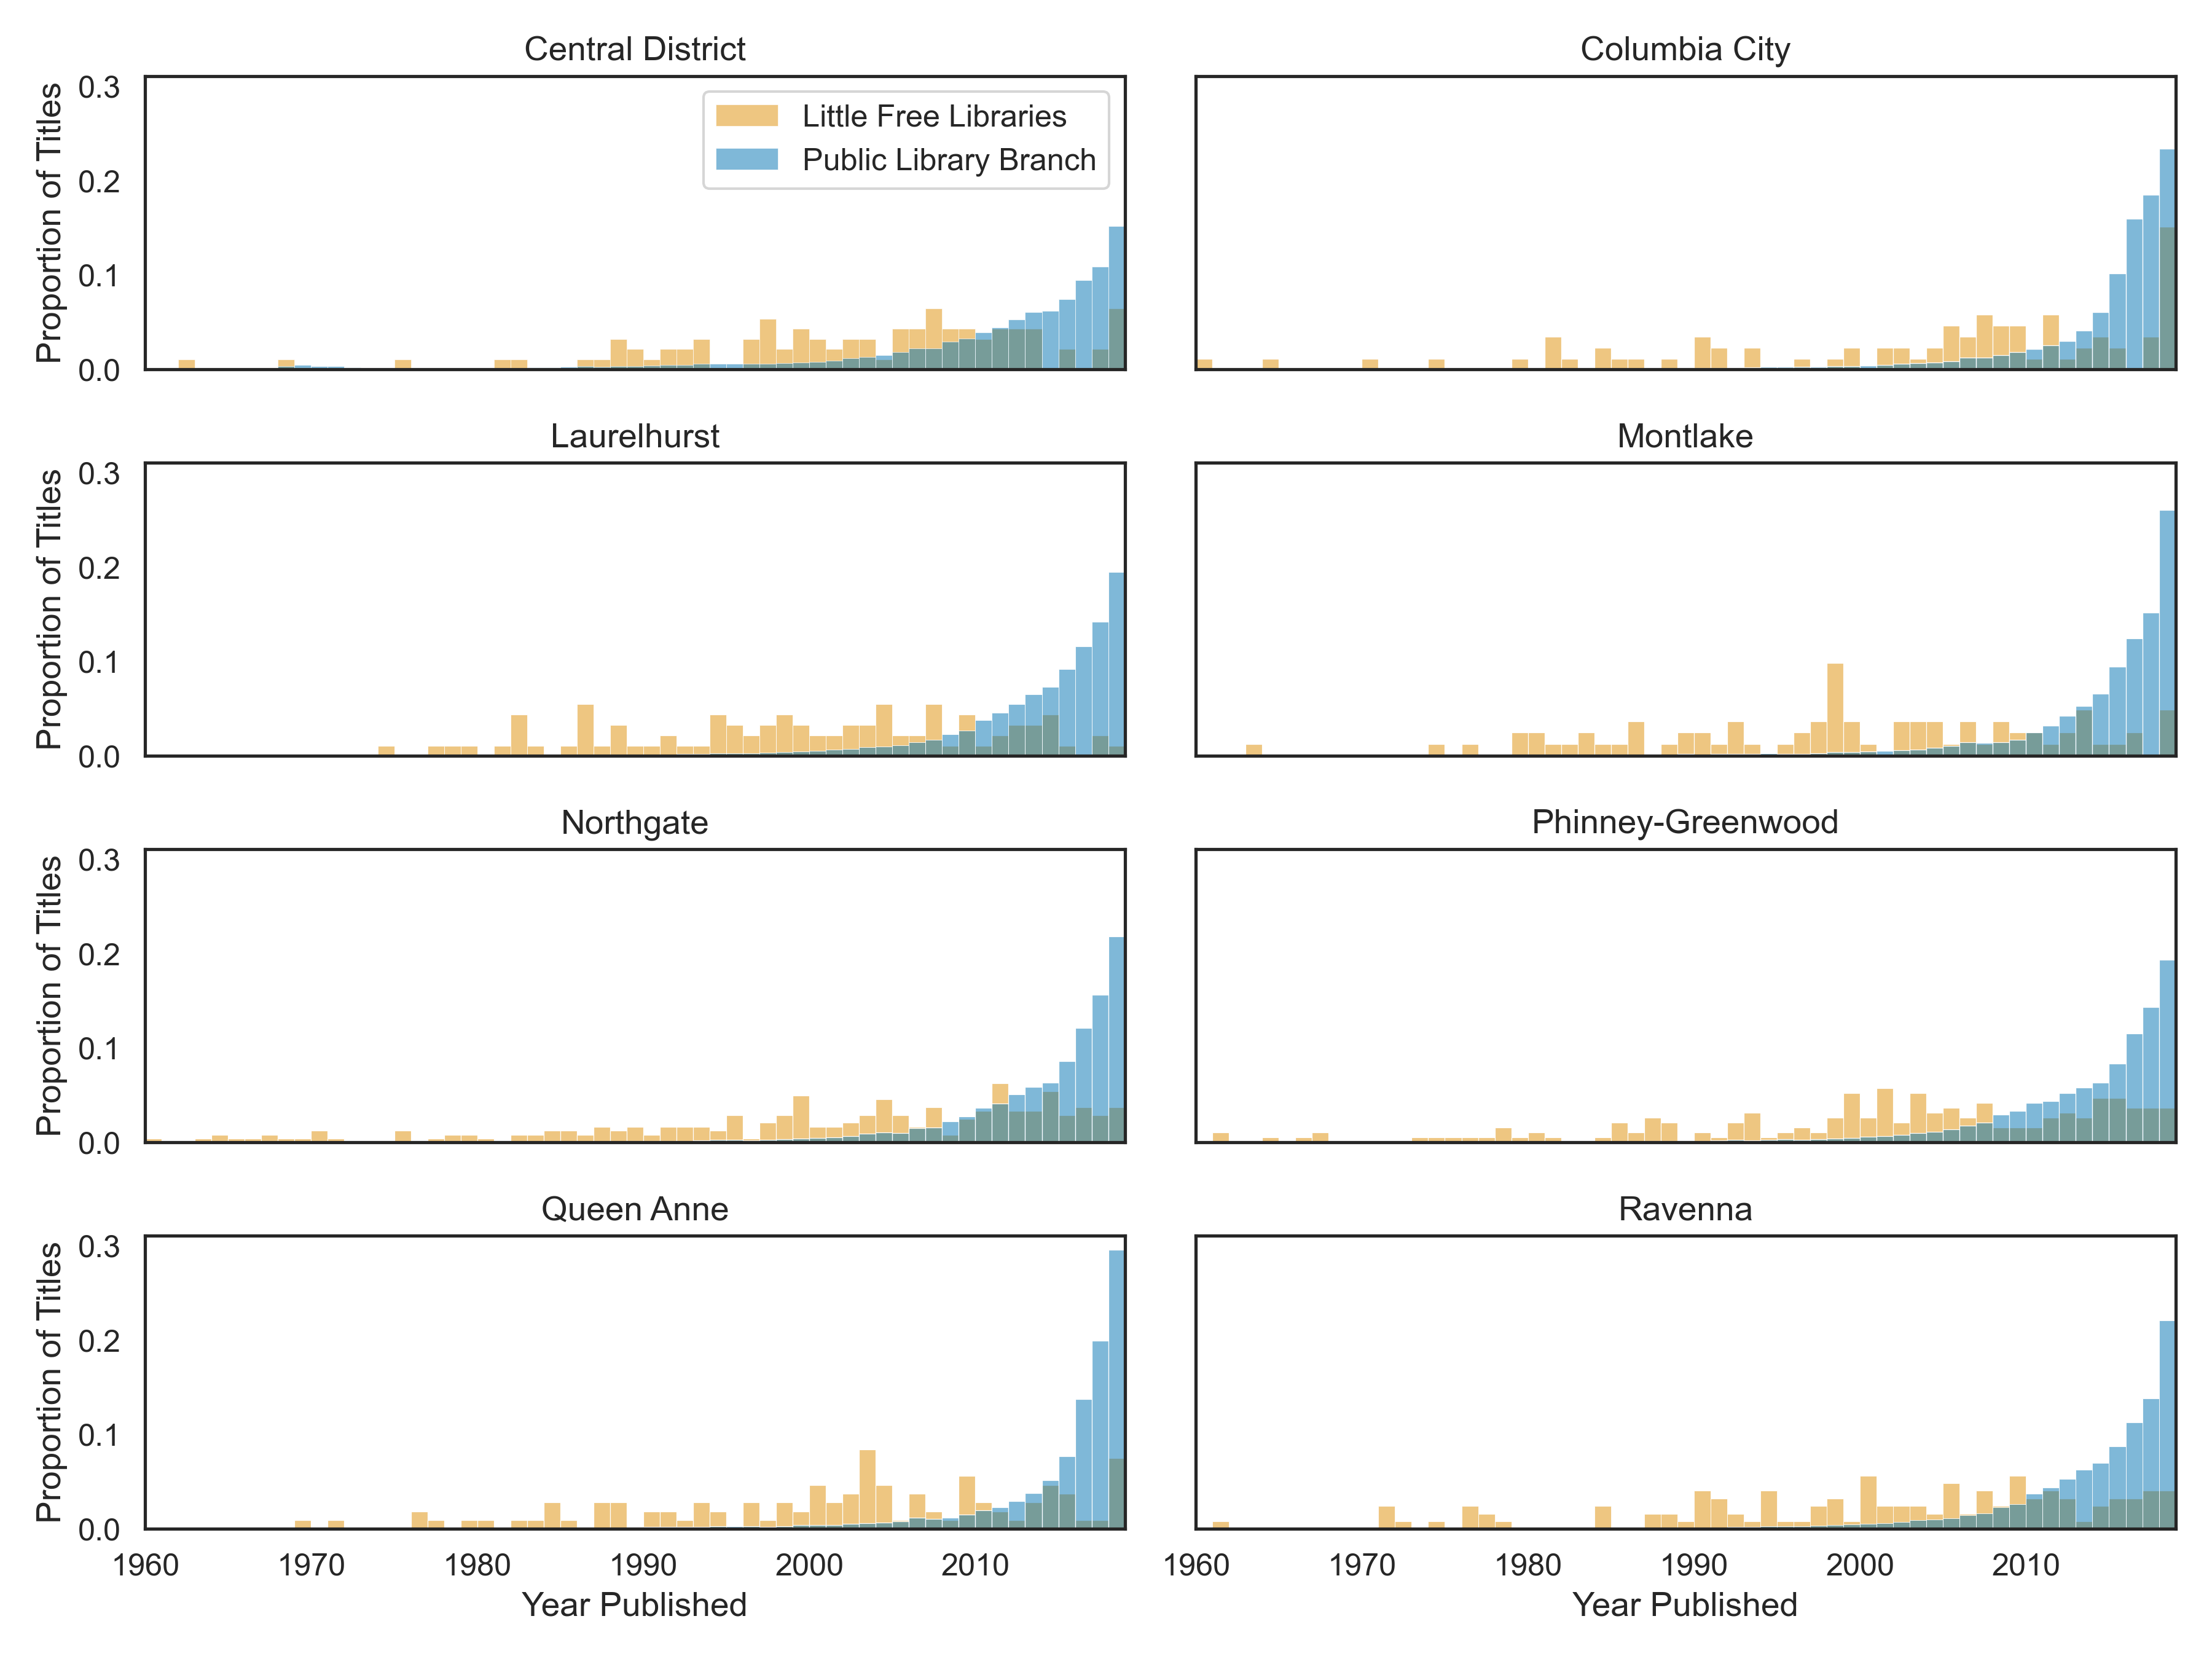 Central District
Columbia City
0.3
0.2
0.1
0.0
Proportion of Titles
Little Free Libraries
Public Library Branch
Laurelhurst
Montlake
0.3
0.2
0.1
0.0
Proportion of Titles
Northgate
Phinney-Greenwood
0.3
0.2
0.1
0.0
Proportion of Titles
Queen Anne
Ravenna
0.3
0.2
0.1
0.0
Proportion of Titles
1960 1970 1980 1990 2000 2010
Year Published
1960 1970 1980 1990 2000 2010
Year Published